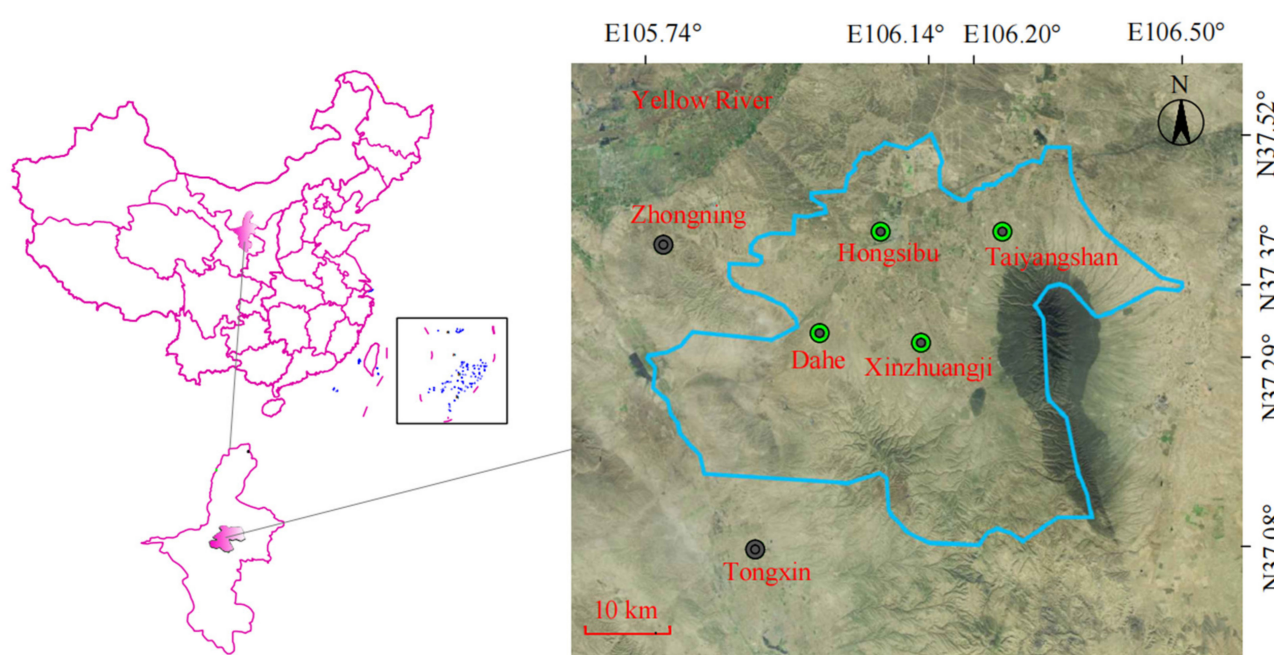 E105.74°
E106.14°
E106.20°
E106.50°
Yellow River
N
N37.52°
Zhongning
Hongsibu
Taiyangshan
N37.37°
Dahe
Xinzhuangji
N37.29°
Tongxin
N37.08°
10 km